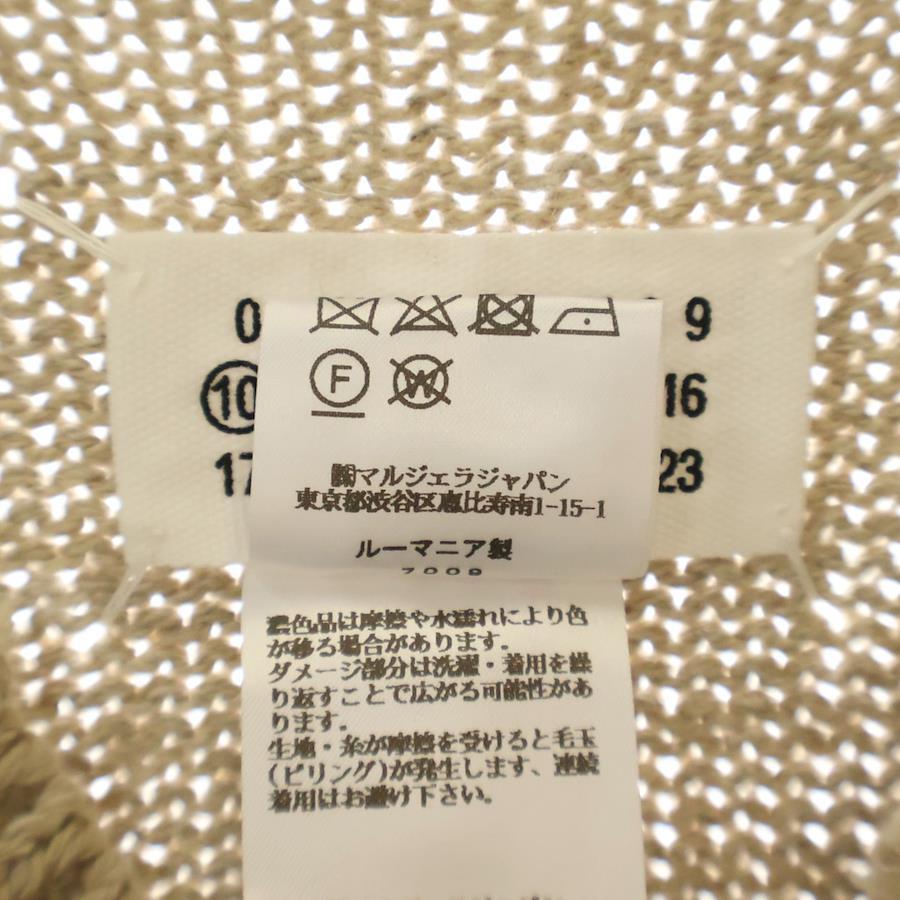 0 9
10 16
17 23
F W
㈱マルジェラジャパン
東京都渋谷区恵比寿南1-15-1
ルーマニア製
7009
濃色品は摩擦や水濡れにより色
が移る場合があります。
ダメージ部分は洗濯・着用を繰
り返すことで広がる可能性があ
ります。
生地・糸が摩擦を受けると毛玉
(ピリング)が発生します、連続
着用はお避け下さい。